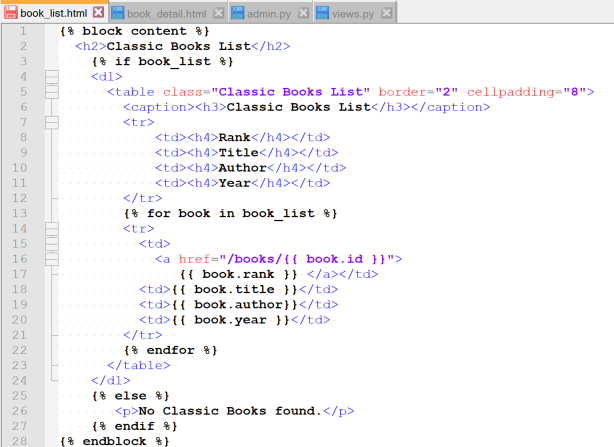 book_list.html book_detail.html admin.py views.py
1 {% block content %}
2 <h2>Classic Books List</h2>
3 {% if book_list %}
4 <dl>
5 <table class="Classic Books List" border="2" cellpadding="8">
6 <caption><h3>Classic Books List</h3></caption>
7 <tr>
8 <td><h4>Rank</h4></td>
9 <td><h4>Title</h4></td>
10 <td><h4>Author</h4></td>
11 <td><h4>Year</h4></td>
12 </tr>
13 {% for book in book_list %}
14 <tr>
15 <td>
16 <a href="/books/{{ book.id }}">
17 {{ book.rank }} </a></td>
18 <td>{{ book.title }}</td>
19 <td>{{ book.author}}</td>
20 <td>{{ book.year }}</td>
21 </tr>
22 {% endfor %}
23 </table>
24 </dl>
25 {% else %}
26 <p>No Classic Books found.</p>
27 {% endif %}
28 {% endblock %}